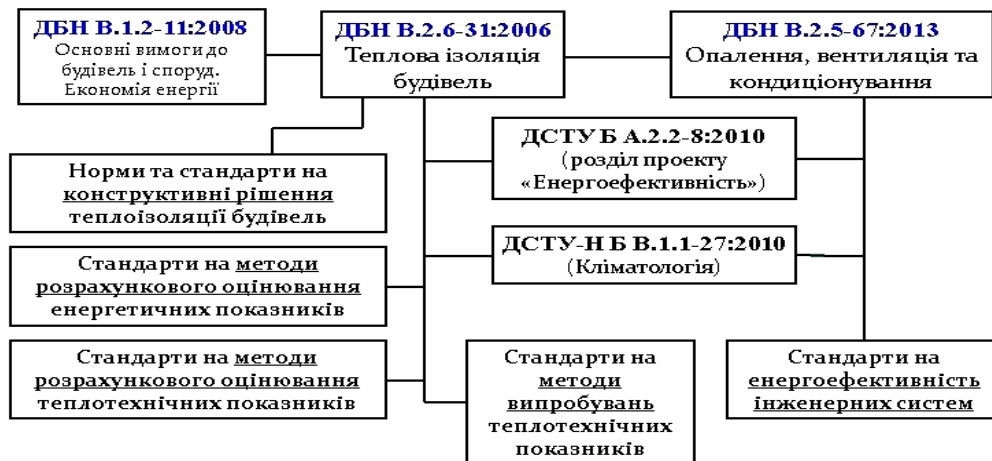 ДБН В.1.2-11:2008
Основні вимоги до
будівель і споруд.
Економія енергії
ДБН В.2.6-31:2006
Теплова ізоляція
будівель
ДБН В.2.5-67:2013
Опалення, вентиляція та
кондиціонування
ДСТУ Б А.2.2-8:2010
(розділ проекту
«Енергоефективність»)
Норми та стандарти на
конструктивні рішення
теплоізоляції будівель
ДСТУ-Н Б В.1.1-27:2010
(Кліматологія)
Стандарти на методи
розрахункового оцінювання
енергетичних показників
Стандарти на методи
розрахункового оцінювання
теплотехнічних показників
Стандарти на
методи
випробувань
теплотехнічних
показників
Стандарти на
енергоефективність
інженерних систем